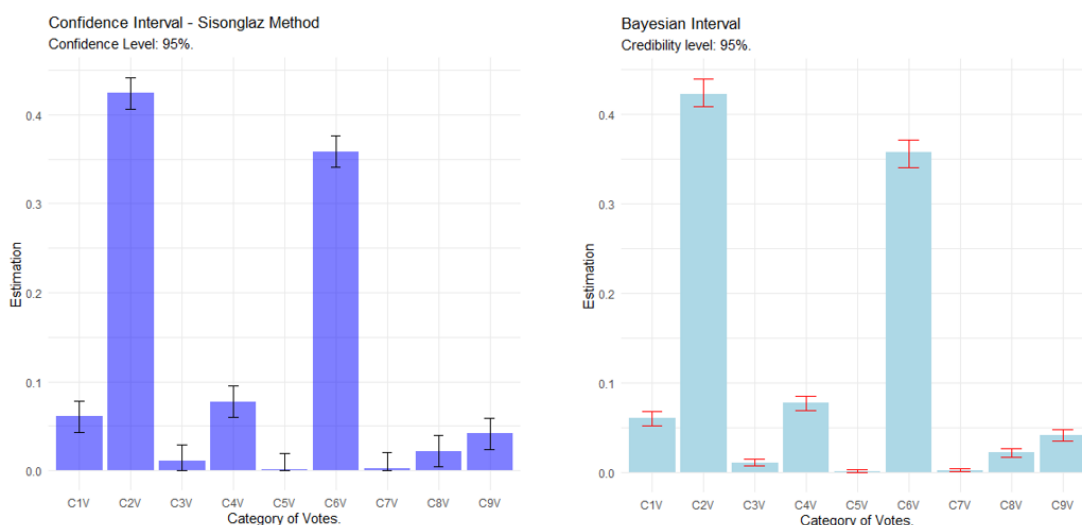 Confidence Interval - Sisonglaz Method
Confidence Level: 95%.
Estimation
0.4
0.3
0.2
0.1
0.0
C1V C2V C3V C4V C5V C6V C7V C8V C9V
Category of Votes.
Bayesian Interval
Credibility level: 95%.
Estimation
0.4
0.3
0.2
0.1
0.0
C1V C2V C3V C4V C5V C6V C7V C8V C9V
Category of Votes.